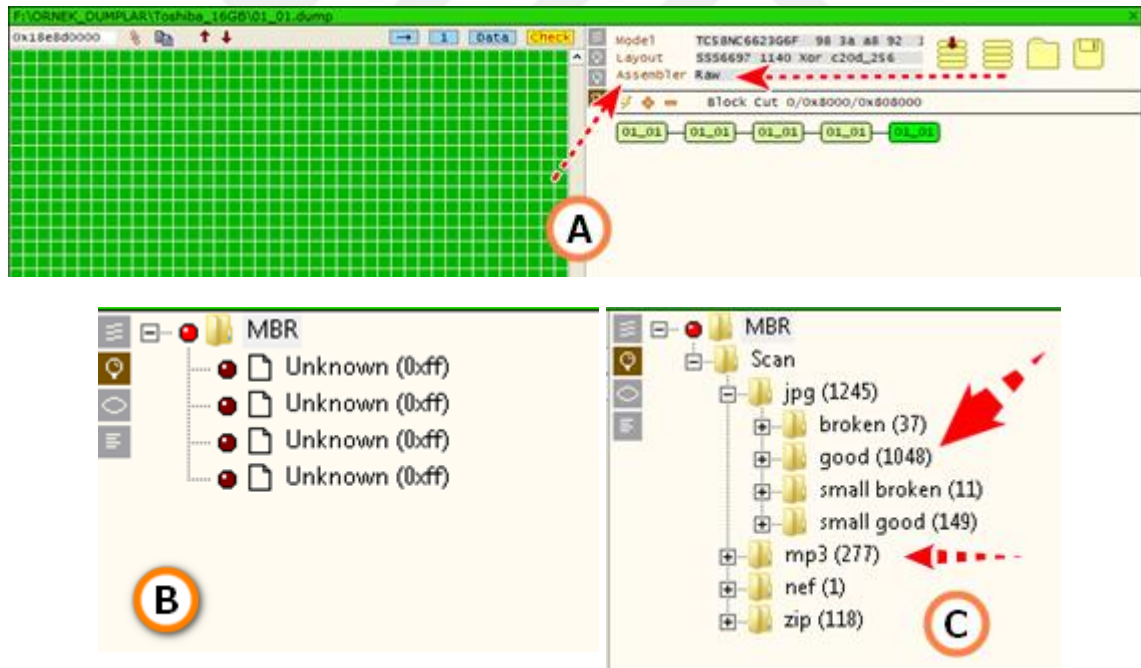 F:\ORNEK_DUMPLAR\Toshiba_16GB\01_01.dump
0x18e8d0000 → 1 Data Check
Model TC58NC6623G6F 98 3a a8 92
Layout SSS6697 1140 Xor c20d_256
Assembler Raw
Block Cut 0/0x8000/0x808000
01_01 01_01 01_01 01_01 01_01
A
MBR
Unknown (0xff)
Unknown (0xff)
Unknown (0xff)
Unknown (0xff)
B
MBR
Scan
jpg (1245)
broken (37)
good (1048)
small broken (11)
small good (149)
mp3 (277)
nef (1)
zip (118)
C